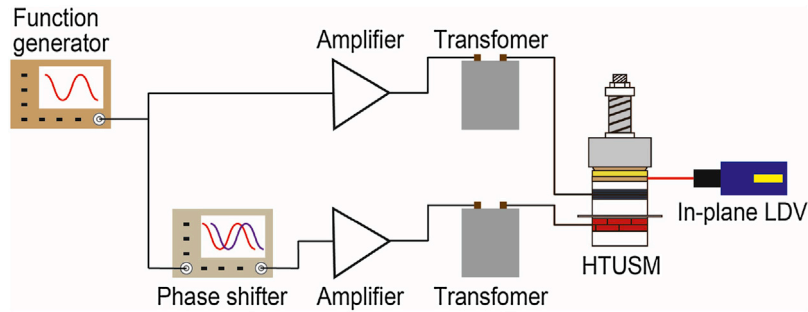 Function
generator
Amplifier
Transfomer
In-plane LDV
HTUSM
Phase shifter
Amplifier
Transfomer